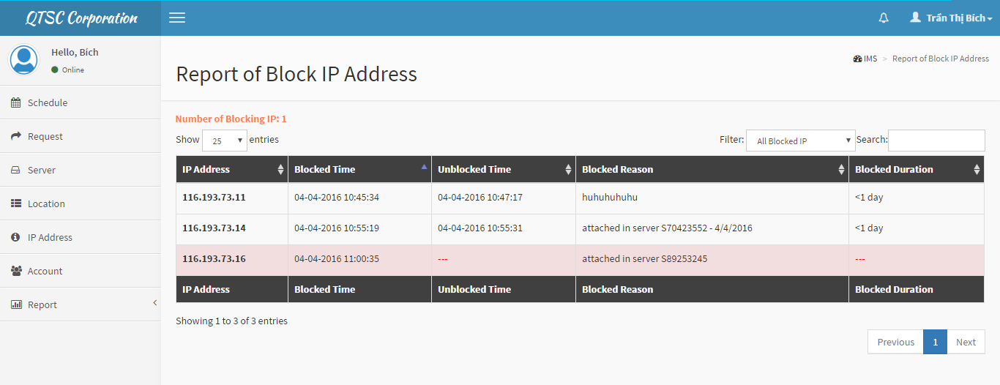 QTSC Corporation
Trần Thị Bích
Hello, Bích
Online
Schedule
Request
Server
Location
IP Address
Account
Report
IMS > Report of Block IP Address
Report of Block IP Address
Number of Blocking IP: 1
Show 25 entries Filter: All Blocked IP Search:
IP Address Blocked Time Unblocked Time Blocked Reason Blocked Duration
116.193.73.11 04-04-2016 10:45:34 04-04-2016 10:47:17 huhuhuhuhu <1 day
116.193.73.14 04-04-2016 10:55:19 04-04-2016 10:55:31 attached in server S70423552 - 4/4/2016 <1 day
116.193.73.16 04-04-2016 11:00:35 --- attached in server S89253245 ---
IP Address Blocked Time Unblocked Time Blocked Reason Blocked Duration
Showing 1 to 3 of 3 entries
Previous 1 Next